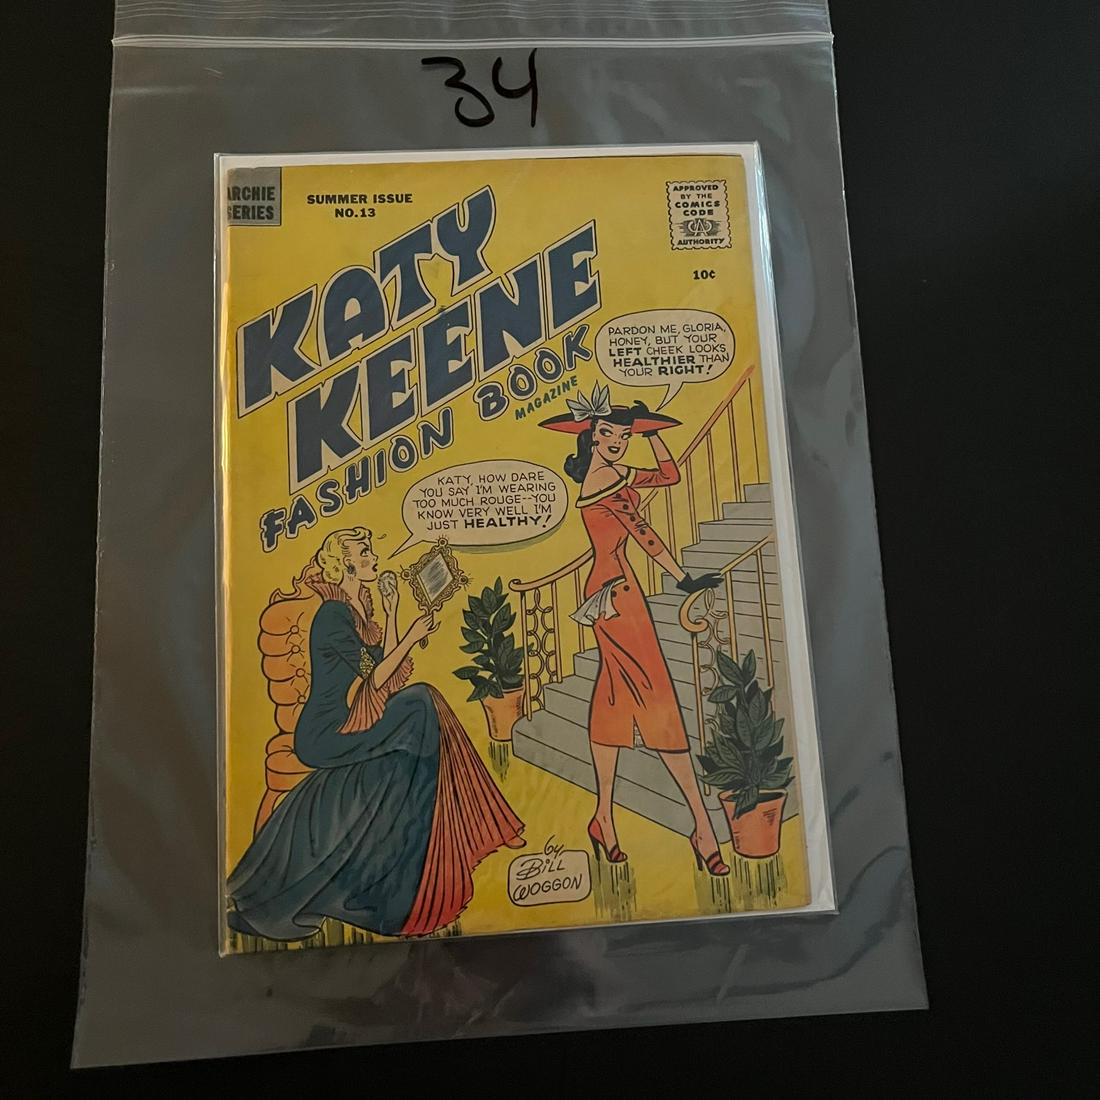 34
ARCHIE
SERIES
SUMMER ISSUE
NO.13
APPROVED
BY THE
COMICS
CODE
CA
AUTHORITY
10¢
KATY
KEENE
FASHION BOOK
MAGAZINE
PARDON ME, GLORIA,
HONEY, BUT YOUR
LEFT CHEEK LOOKS
HEALTHIER THAN
YOUR RIGHT!
KATY, HOW DARE
YOU SAY I'M WEARING
TOO MUCH ROUGE--YOU
KNOW VERY WELL I'M
JUST HEALTHY!
by
BILL
WOGGON